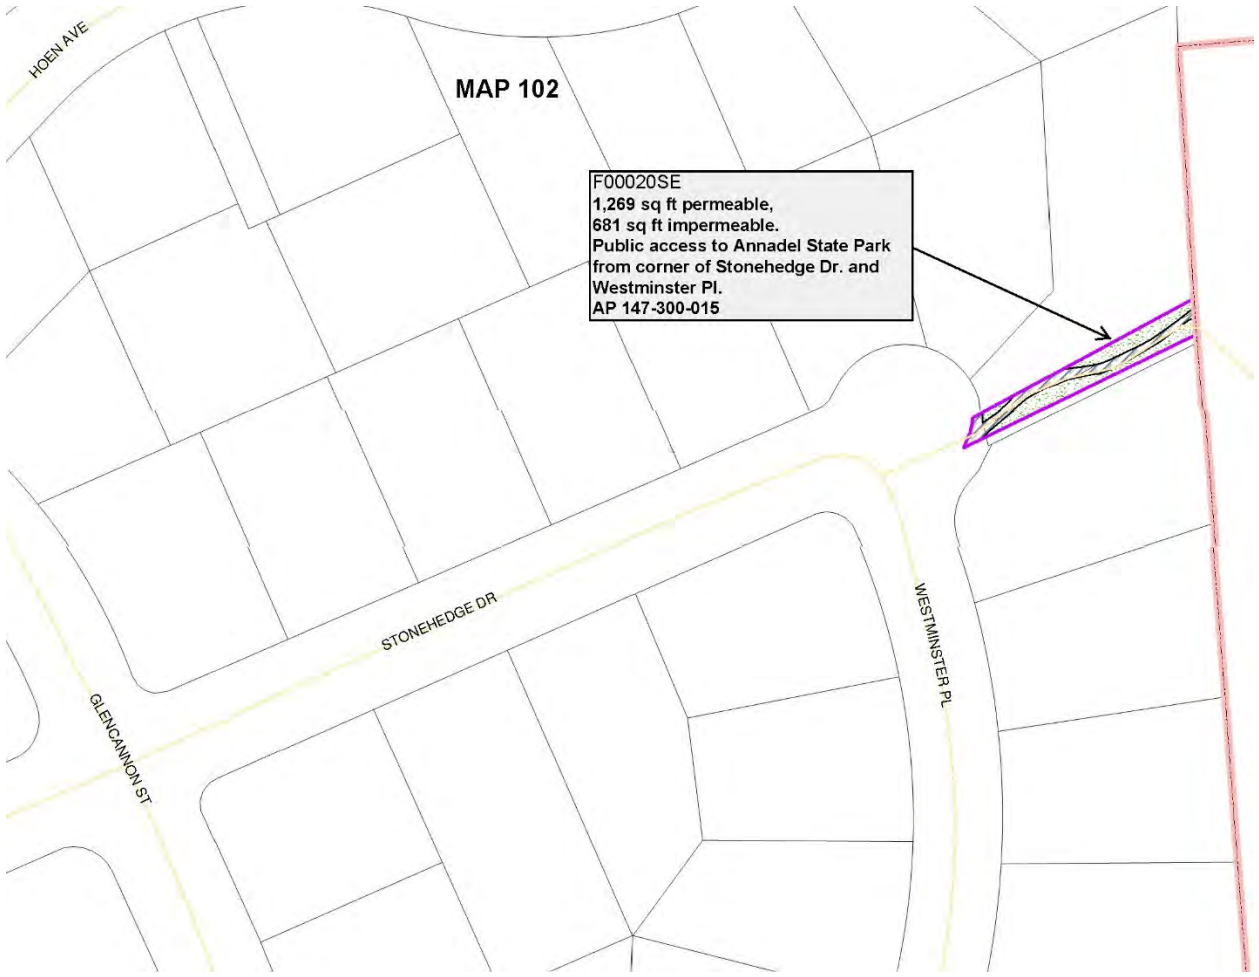 HOEN AVE
MAP 102
F00020SE
1,269 sq ft permeable,
681 sq ft impermeable.
Public access to Annadel State Park
from corner of Stonehedge Dr. and
Westminster Pl.
AP 147-300-015
STONEHEDGE DR
WESTMINSTER PL
GLENCANNON ST